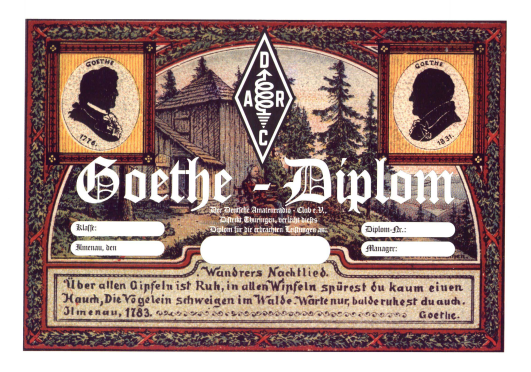 GOETHE
GOETHE
D
A R
C
1774.
1831.
Goethe - Diplom
Der Deutsche Amateurradio - Club e.V.,
Distrikt Thüringen, verleiht dieses
Diplom für die erbrachten Leistungen an:
Klasse:
Diplom-Nr.:
Ilmenau, den
Manager:
Wandrers Nachtlied.
Über allen Gipfeln ist Ruh, in allen Wipfeln spürest du kaum einen
Hauch, Die Vögelein schweigen im Walde. Warte nur, balde ruhest du auch.
Ilmenau, 1783.
Goethe.